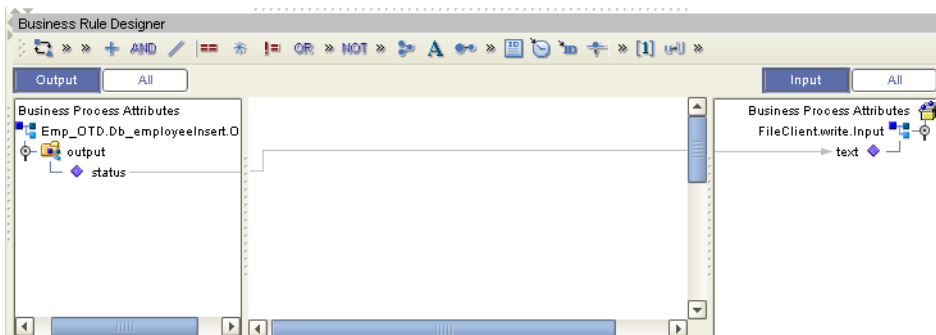 Business Rule Designer
» » AND == != OR » NOT » A » » [1] »
Output All
Input All
Business Process Attributes
Emp_OTD.Db_employeeInsert.O
output
status
Business Process Attributes
FileClient.write.Input
text